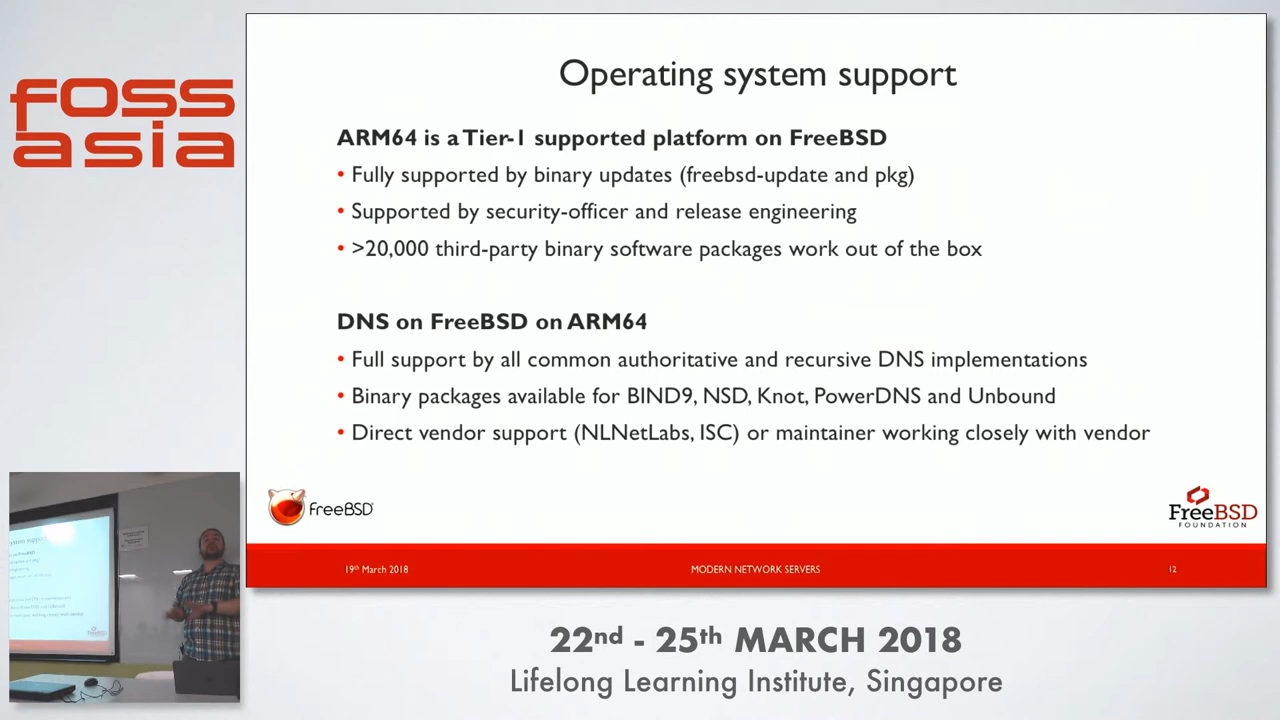 foss
asia
Operating system support
ARM64 is a Tier-1 supported platform on FreeBSD
• Fully supported by binary updates (freebsd-update and pkg)
• Supported by security-officer and release engineering
• >20,000 third-party binary software packages work out of the box
DNS on FreeBSD on ARM64
• Full support by all common authoritative and recursive DNS implementations
• Binary packages available for BIND9, NSD, Knot, PowerDNS and Unbound
• Direct vendor support (NLNetLabs, ISC) or maintainer working closely with vendor
FreeBSD
FreeBSD
FOUNDATION
19th March 2018
MODERN NETWORK SERVERS
12
22nd - 25th MARCH 2018
Lifelong Learning Institute, Singapore